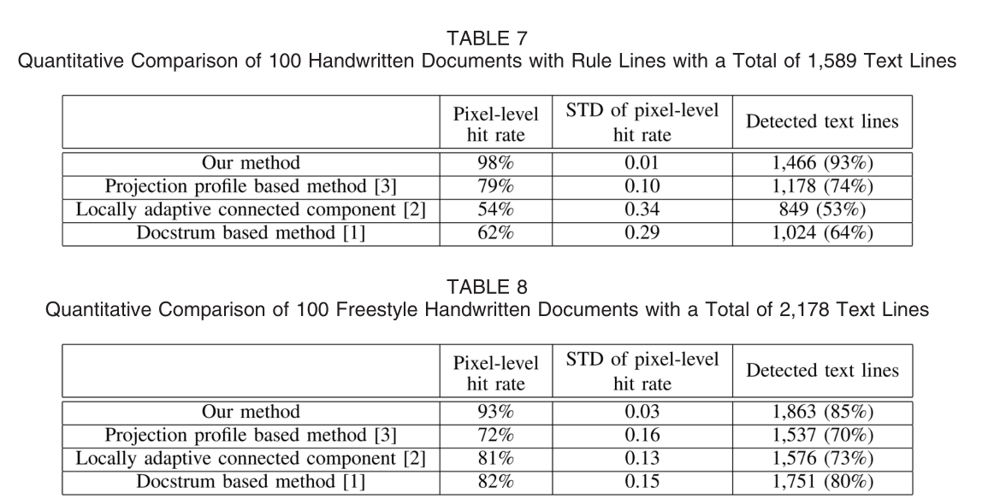 TABLE 7
Quantitative Comparison of 100 Handwritten Documents with Rule Lines with a Total of 1,589 Text Lines
Pixel-level hit rate STD of pixel-level hit rate Detected text lines
Our method 98% 0.01 1,466 (93%)
Projection profile based method [3] 79% 0.10 1,178 (74%)
Locally adaptive connected component [2] 54% 0.34 849 (53%)
Docstrum based method [1] 62% 0.29 1,024 (64%)
TABLE 8
Quantitative Comparison of 100 Freestyle Handwritten Documents with a Total of 2,178 Text Lines
Pixel-level hit rate STD of pixel-level hit rate Detected text lines
Our method 93% 0.03 1,863 (85%)
Projection profile based method [3] 72% 0.16 1,537 (70%)
Locally adaptive connected component [2] 81% 0.13 1,576 (73%)
Docstrum based method [1] 82% 0.15 1,751 (80%)